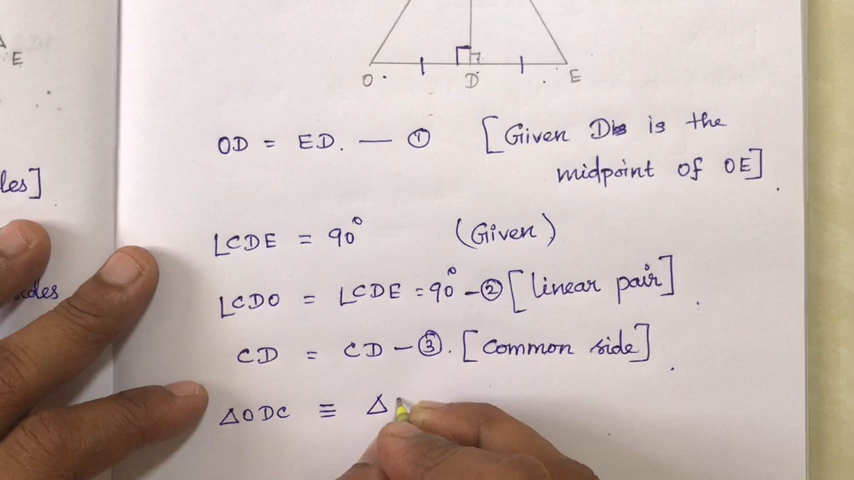 E
O D E
OD = ED. — ① [Given D is the
midpoint of OE]
les]
∟CDE = 90° (Given)
∟CDO = ∟CDE = 90° – ② [linear pair]
CD = CD – ③. [Common side]
ΔODC ≅ Δ